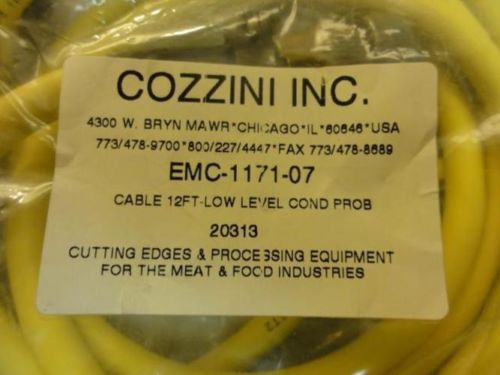 COZZINI INC.
4300 W. BRYN MAWR*CHICAGO*IL*60646*USA
773/478-9700*800/227/4447*FAX 773/478-8689
EMC-1171-07
CABLE 12FT-LOW LEVEL COND PROB
20313
CUTTING EDGES & PROCESSING EQUIPMENT
FOR THE MEAT & FOOD INDUSTRIES